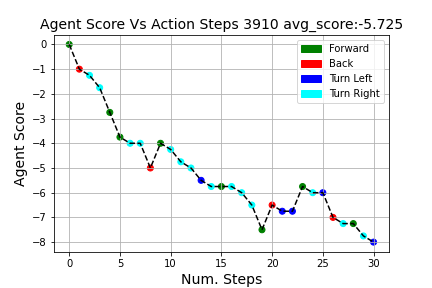 Agent Score Vs Action Steps 3910 avg_score:-5.725
Forward
Back
Turn Left
Turn Right
Agent Score
0
−1
−2
−3
−4
−5
−6
−7
−8
0 5 10 15 20 25 30
Num. Steps